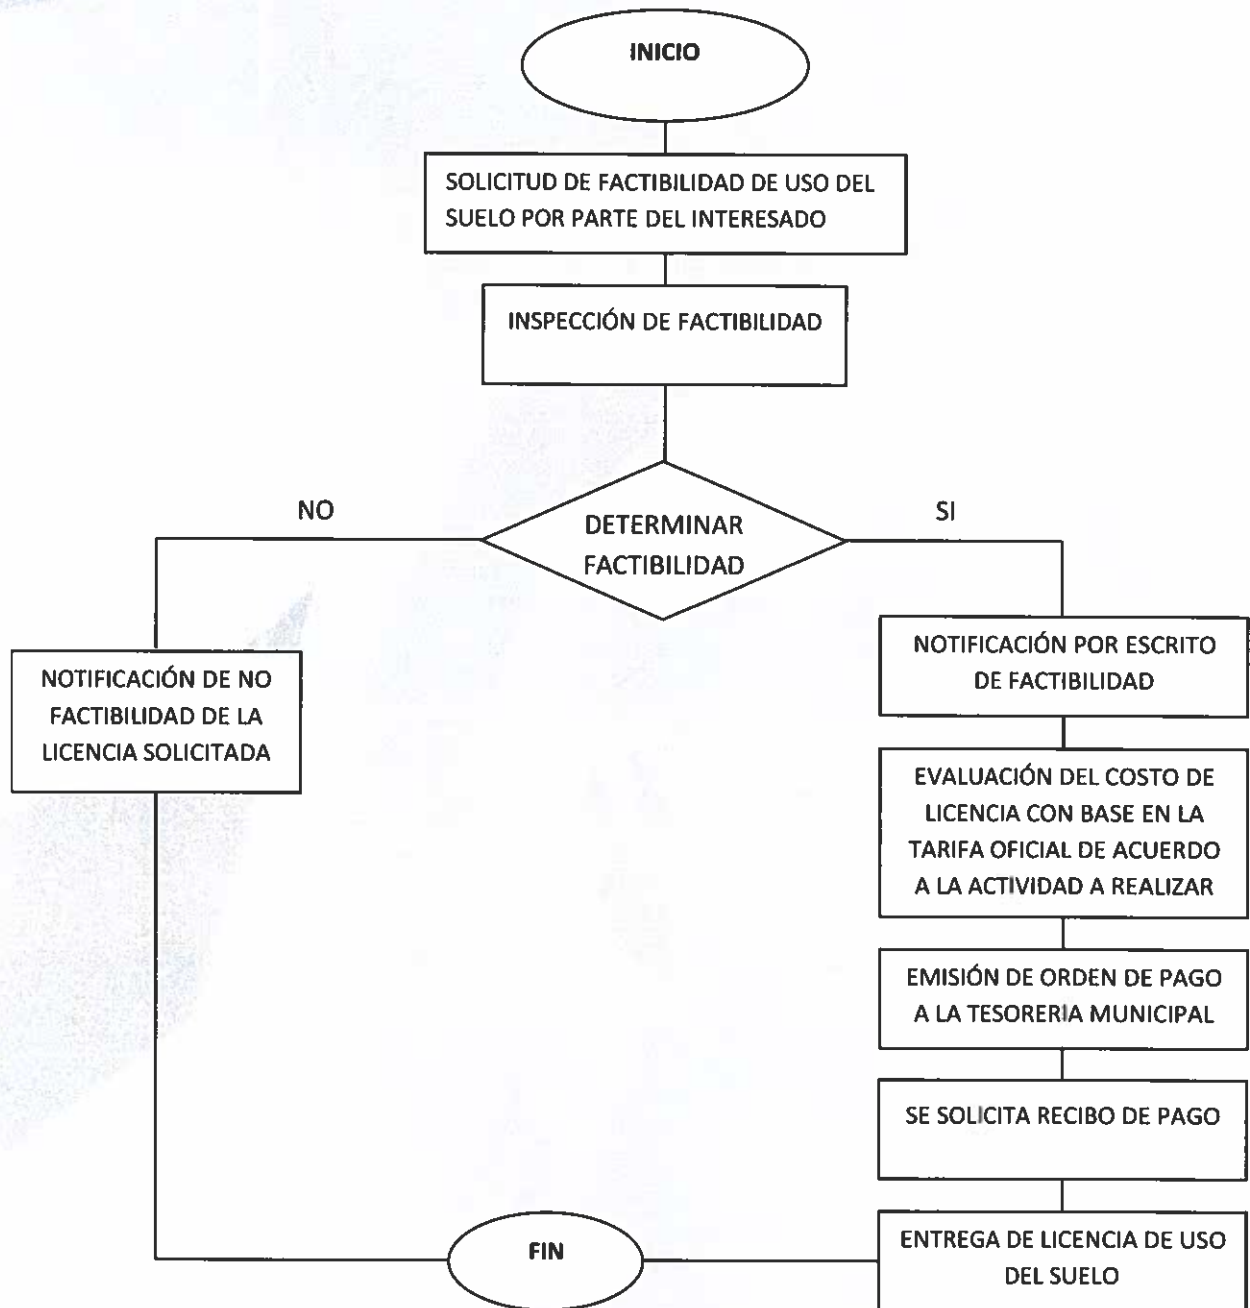 INICIO
SOLICITUD DE FACTIBILIDAD DE USO DEL
SUELO POR PARTE DEL INTERESADO
INSPECCIÓN DE FACTIBILIDAD
DETERMINAR
FACTIBILIDAD
NO
SI
NOTIFICACIÓN DE NO
FACTIBILIDAD DE LA
LICENCIA SOLICITADA
NOTIFICACIÓN POR ESCRITO
DE FACTIBILIDAD
EVALUACIÓN DEL COSTO DE
LICENCIA CON BASE EN LA
TARIFA OFICIAL DE ACUERDO
A LA ACTIVIDAD A REALIZAR
EMISIÓN DE ORDEN DE PAGO
A LA TESORERIA MUNICIPAL
SE SOLICITA RECIBO DE PAGO
ENTREGA DE LICENCIA DE USO
DEL SUELO
FIN